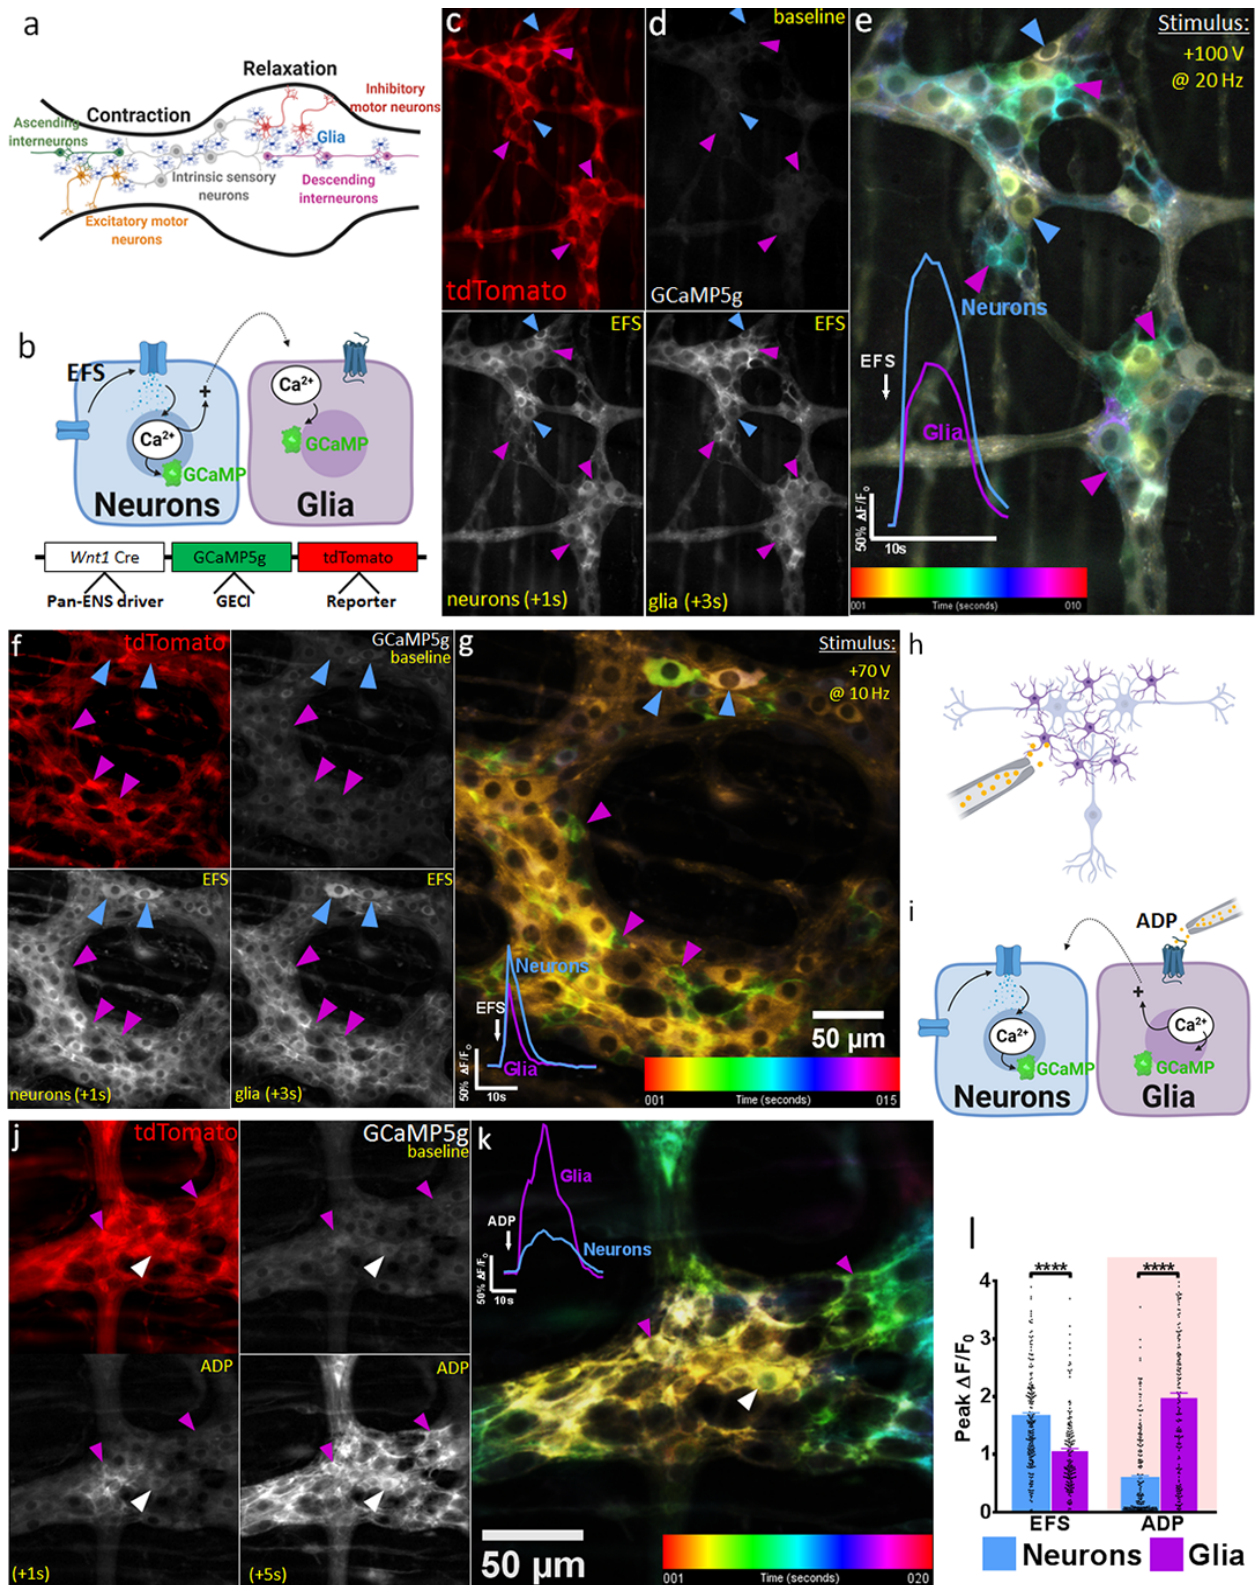 a
Relaxation
Contraction
Inhibitory
motor neurons
Ascending
interneurons
Glia
Intrinsic sensory
neurons
Descending
interneurons
Excitatory motor
neurons
b
EFS
+
Ca2+
Ca2+
GCaMP
GCaMP
Neurons
Glia
Wnt1 Cre
GCaMP5g
tdTomato
Pan-ENS driver
GECI
Reporter
c
tdTomato
d
baseline
GCaMP5g
EFS
neurons (+1s)
EFS
glia (+3s)
e
Stimulus:
+100 V
@ 20 Hz
Neurons
EFS
Glia
50% ΔF/F0
10s
001
Time (seconds)
010
f
tdTomato
GCaMP5g
baseline
EFS
neurons (+1s)
EFS
glia (+3s)
g
Stimulus:
+70 V
@ 10 Hz
Neurons
EFS
Glia
50% ΔF/F0
10s
50 µm
001
Time (seconds)
015
h
i
ADP
+
Ca2+
Ca2+
GCaMP
GCaMP
Neurons
Glia
j
tdTomato
GCaMP5g
baseline
ADP
(+1s)
ADP
(+5s)
k
Glia
ADP
Neurons
50% ΔF/F0
10s
50 µm
001
Time (seconds)
020
l
****
****
4
3
2
1
0
Peak ΔF/F0
EFS
ADP
Neurons
Glia